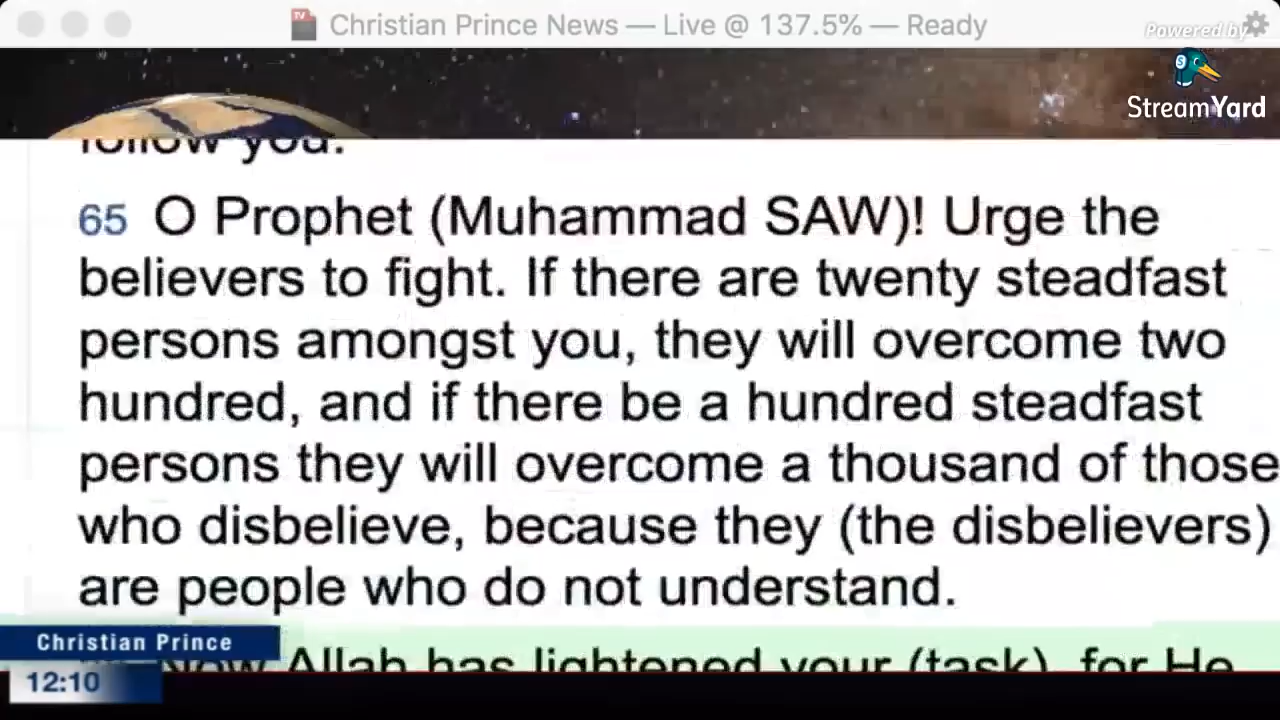 Christian Prince News — Live @ 137.5% — Ready
Powered by
StreamYard
follow you.
65 O Prophet (Muhammad SAW)! Urge the
believers to fight. If there are twenty steadfast
persons amongst you, they will overcome two
hundred, and if there be a hundred steadfast
persons they will overcome a thousand of those
who disbelieve, because they (the disbelievers)
are people who do not understand.
Now Allah has lightened your (task), for He
Christian Prince
12:10